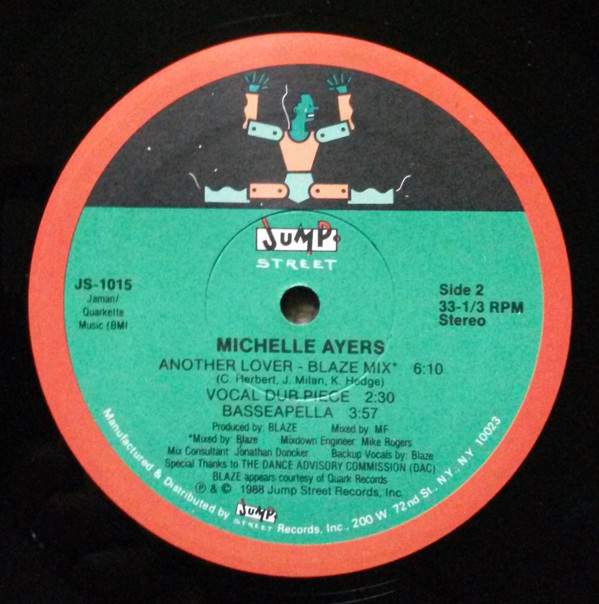 JUMP
STREET
JS-1015
Jaman/
Quarkette
Music (BMI
Side 2
33-1/3 RPM
Stereo
MICHELLE AYERS
ANOTHER LOVER - BLAZE MIX* 6:10
(C. Herbert, J. Milan, K. Hodge)
VOCAL DUR PIECE 2:30
BASSEAPELLA 3:57
Produced by: BLAZE Mixed by: MF
*Mixed by: Blaze Mixdown Engineer: Mike Rogers
Mix Consultant: Jonathan Doncker Backup Vocals by: Blaze
Special Thanks to THE DANCE ADVISORY COMMISSION (DAC)
BLAZE appears courtesy of Quark Records
℗ & © 1988 Jump Street Records, Inc.
Manufactured & Distributed by JUMP STREET Records, Inc., 200 W. 72nd St., NY., N.Y. 10023